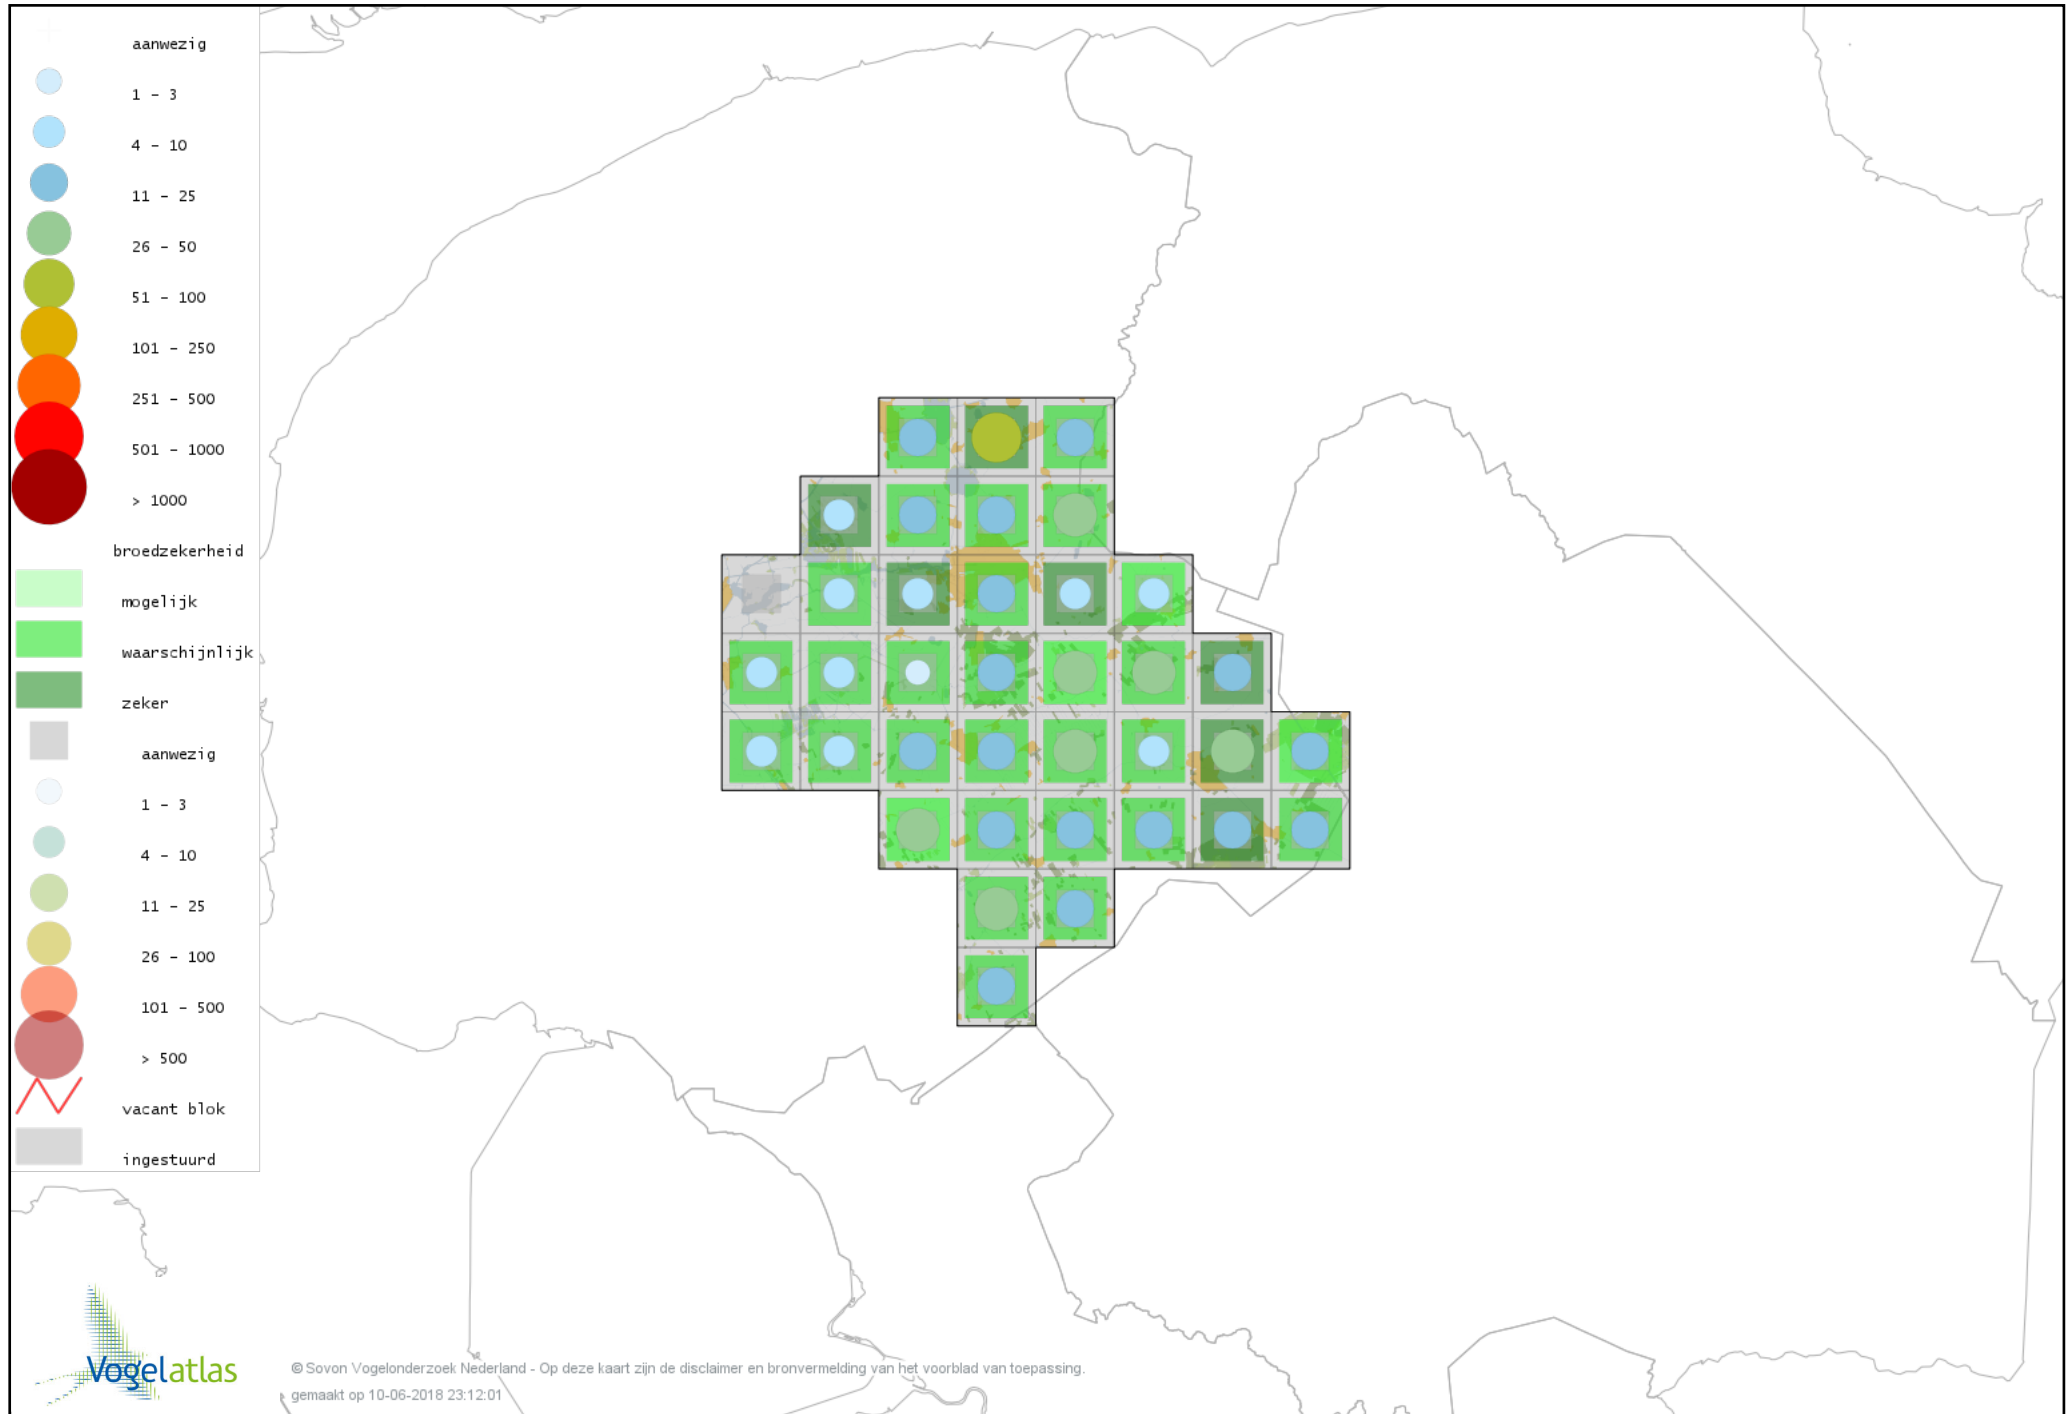 aanwezig
1 - 3
4 - 10
11 - 25
26 - 50
51 - 100
101 - 250
251 - 500
501 - 1000
> 1000
broedzekerheid
mogelijk
waarschijnlijk
zeker
aanwezig
1 - 3
4 - 10
11 - 25
26 - 100
101 - 500
> 500
vacant blok
ingestuurd
Vogelatlas
© Sovon Vogelonderzoek Nederland - Op deze kaart zijn de disclaimer en bronvermelding van het voorblad van toepassing.
gemaakt op 10-06-2018 23:12:01